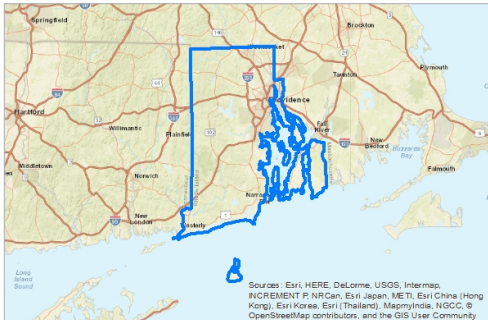 Springfield
Brockton
Plymouth
Taunton
Hartford
Providence
Willimantic
Plainfield
Fall
River
New
Bedford
Buzzards
Bay
Falmouth
Middletown
Norwich
New
London
Westerly
Long
Island
Sound
Sources: Esri, HERE, DeLorme, USGS, Intermap,
INCREMENT P, NRCan, Esri Japan, METI, Esri China (Hong
Kong), Esri Korea, Esri (Thailand), MapmyIndia, NGCC, ©
OpenStreetMap contributors, and the GIS User Community